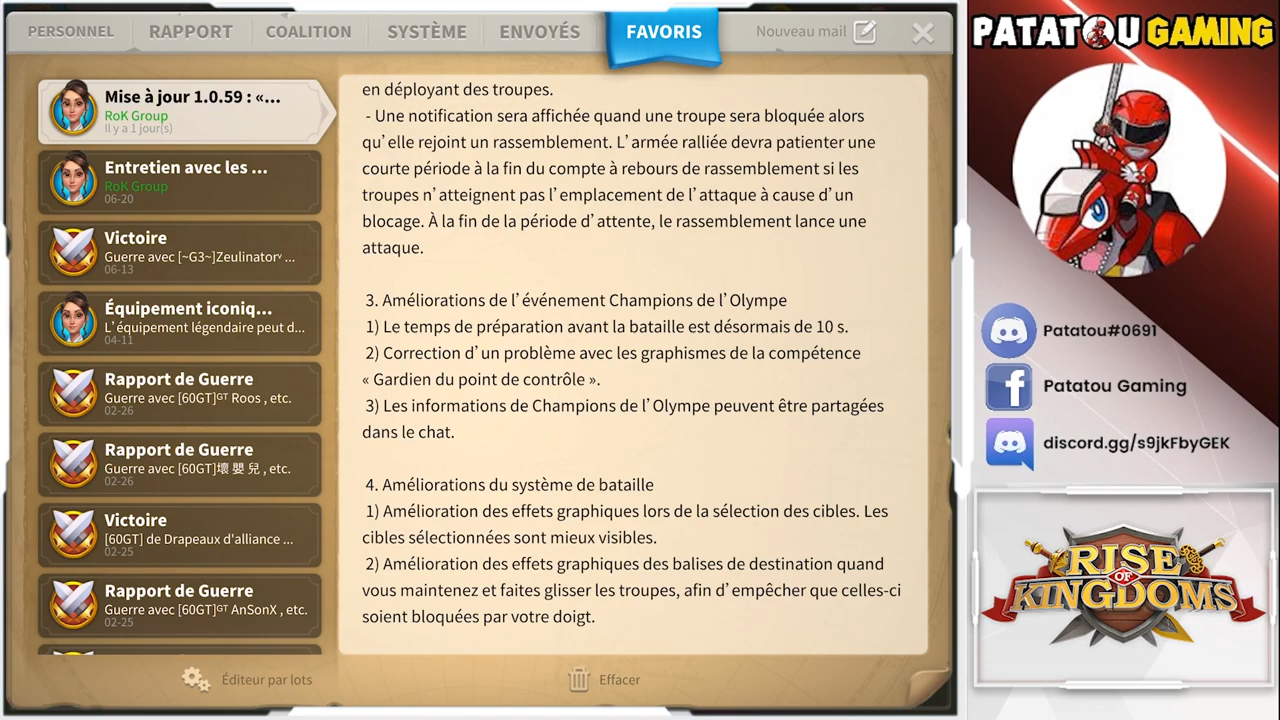 PERSONNEL
RAPPORT
COALITION
SYSTÈME
ENVOYÉS
FAVORIS
Nouveau mail
Mise à jour 1.0.59 : «...
RoK Group
Il y a 1 jour(s)
Entretien avec les ...
RoK Group
06-20
Victoire
Guerre avec [~G3~]Zeulinatorᵛ ...
06-13
Équipement iconiq...
L'équipement légendaire peut d...
04-11
Rapport de Guerre
Guerre avec [60GT]ᴳᵀ Roos , etc.
02-26
Rapport de Guerre
Guerre avec [60GT]壞 嬰 兒 , etc.
02-26
Victoire
[60GT] de Drapeaux d'alliance ...
02-25
Rapport de Guerre
Guerre avec [60GT]ᴳᵀ AnSonX , etc.
02-25
en déployant des troupes.
- Une notification sera affichée quand une troupe sera bloquée alors
qu'elle rejoint un rassemblement. L'armée ralliée devra patienter une
courte période à la fin du compte à rebours de rassemblement si les
troupes n'atteignent pas l'emplacement de l'attaque à cause d'un
blocage. À la fin de la période d'attente, le rassemblement lance une
attaque.
3. Améliorations de l'événement Champions de l'Olympe
1) Le temps de préparation avant la bataille est désormais de 10 s.
2) Correction d'un problème avec les graphismes de la compétence
« Gardien du point de contrôle ».
3) Les informations de Champions de l'Olympe peuvent être partagées
dans le chat.
4. Améliorations du système de bataille
1) Amélioration des effets graphiques lors de la sélection des cibles. Les
cibles sélectionnées sont mieux visibles.
2) Amélioration des effets graphiques des balises de destination quand
vous maintenez et faites glisser les troupes, afin d'empêcher que celles-ci
soient bloquées par votre doigt.
Éditeur par lots
Effacer
PATATOU GAMING
Patatou#0691
Patatou Gaming
discord.gg/s9jkFbyGEK
RISE
OF
KINGDOMS